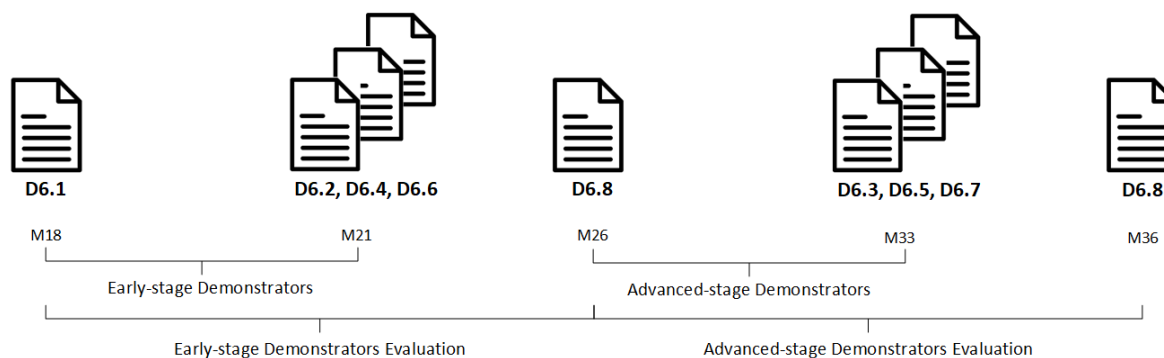 D6.1
D6.2, D6.4, D6.6
D6.8
D6.3, D6.5, D6.7
D6.8
M18
M21
M26
M33
M36
Early-stage Demonstrators
Advanced-stage Demonstrators
Early-stage Demonstrators Evaluation
Advanced-stage Demonstrators Evaluation